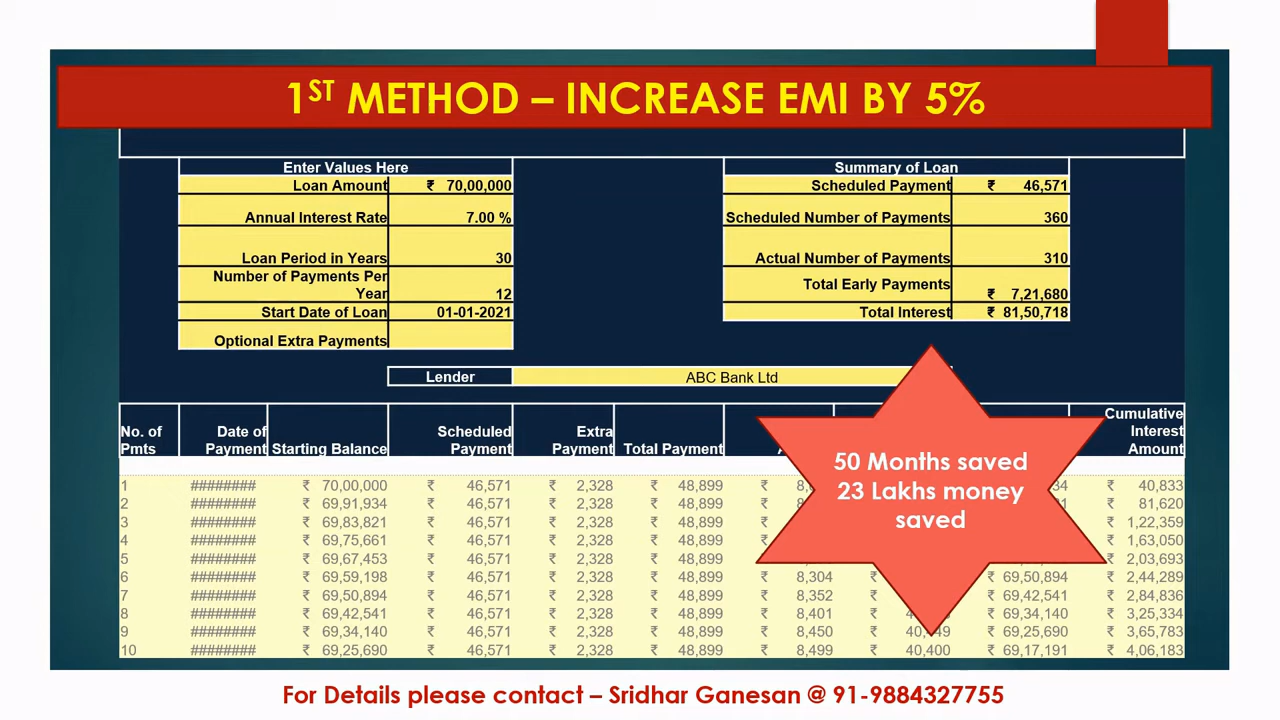 1ST METHOD – INCREASE EMI BY 5%
Enter Values Here
Loan Amount ₹ 70,00,000
Annual Interest Rate 7.00 %
Loan Period in Years 30
Number of Payments Per
Year 12
Start Date of Loan 01-01-2021
Optional Extra Payments
Summary of Loan
Scheduled Payment ₹ 46,571
Scheduled Number of Payments 360
Actual Number of Payments 310
Total Early Payments
₹ 7,21,680
Total Interest ₹ 81,50,718
Lender ABC Bank Ltd
No. of
Pmts
Date of
Payment
Starting Balance
Scheduled
Payment
Extra
Payment
Total Payment
Cumulative
Interest
Amount
1 ######## ₹ 70,00,000 ₹ 46,571 ₹ 2,328 ₹ 48,899 ₹ ₹ 40,833
2 ######## ₹ 69,91,934 ₹ 46,571 ₹ 2,328 ₹ 48,899 ₹ 81,620
3 ######## ₹ 69,83,821 ₹ 46,571 ₹ 2,328 ₹ 48,899 ₹ 1,22,359
4 ######## ₹ 69,75,661 ₹ 46,571 ₹ 2,328 ₹ 48,899 ₹ 1,63,050
5 ######## ₹ 69,67,453 ₹ 46,571 ₹ 2,328 ₹ 48,899 ₹ 2,03,693
6 ######## ₹ 69,59,198 ₹ 46,571 ₹ 2,328 ₹ 48,899 ₹ 8,304 ₹ ₹ 69,50,894 ₹ 2,44,289
7 ######## ₹ 69,50,894 ₹ 46,571 ₹ 2,328 ₹ 48,899 ₹ 8,352 ₹ ₹ 69,42,541 ₹ 2,84,836
8 ######## ₹ 69,42,541 ₹ 46,571 ₹ 2,328 ₹ 48,899 ₹ 8,401 ₹ ₹ 69,34,140 ₹ 3,25,334
9 ######## ₹ 69,34,140 ₹ 46,571 ₹ 2,328 ₹ 48,899 ₹ 8,450 ₹ ₹ 69,25,690 ₹ 3,65,783
10 ######## ₹ 69,25,690 ₹ 46,571 ₹ 2,328 ₹ 48,899 ₹ 8,499 ₹ 40,400 ₹ 69,17,191 ₹ 4,06,183
50 Months saved
23 Lakhs money
saved
For Details please contact – Sridhar Ganesan @ 91-9884327755